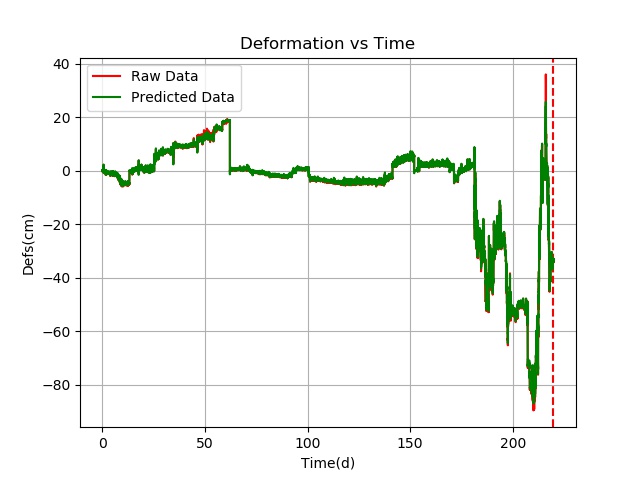 Deformation vs Time
Raw Data
Predicted Data
Defs(cm)
40
20
0
−20
−40
−60
−80
0 50 100 150 200
Time(d)